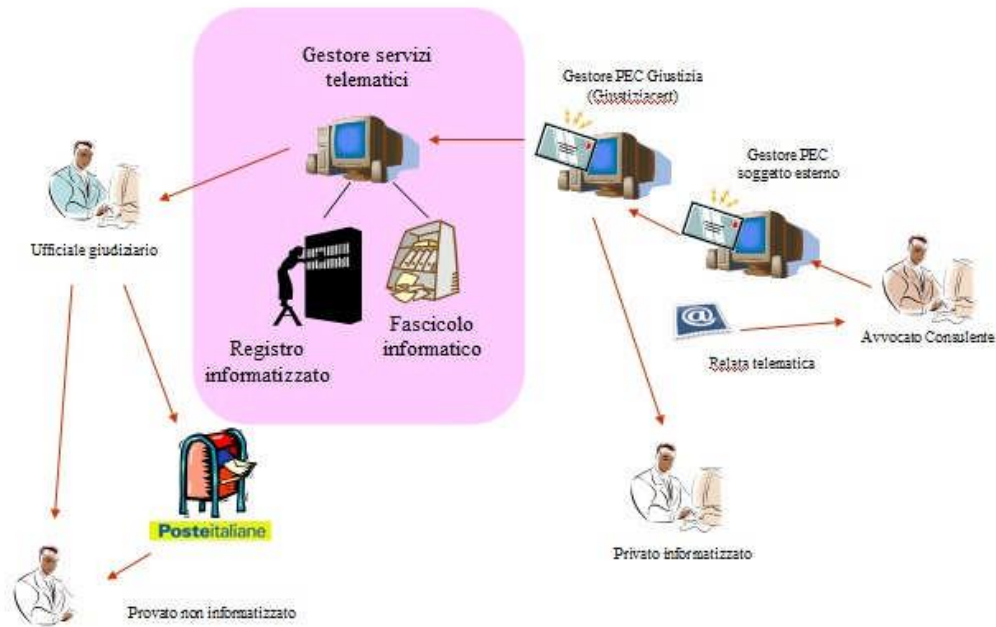 Gestore servizi
telematici
Gestore PEC Giustizia
(Giustiziacert)
Gestore PEC
soggetto esterno
Ufficiale giudiziario
Registro
informatizzato
Fascicolo
informatico
@
Relata telematica
Avvocato Consulente
Posteitaliane
Privato informatizzato
Provato non informatizzato